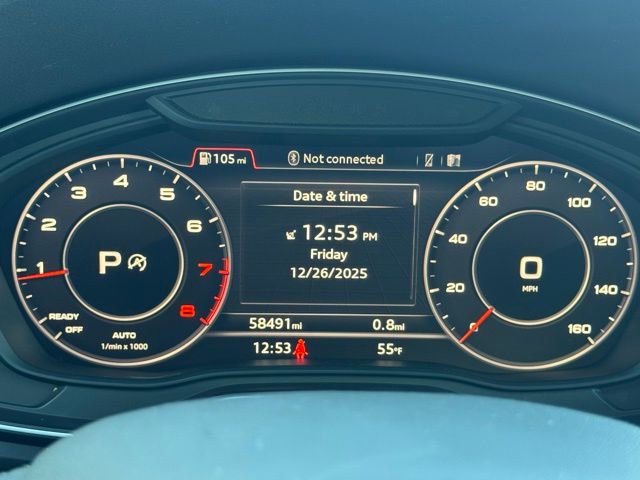 105 mi
Not connected
Date & time
12:53 PM
Friday
12/26/2025
1
2
3
4
5
6
7
8
P
READY
OFF
AUTO
1/min x 1000
0
20
40
60
80
100
120
140
160
0
MPH
58491mi
0.8mi
12:53
55°F